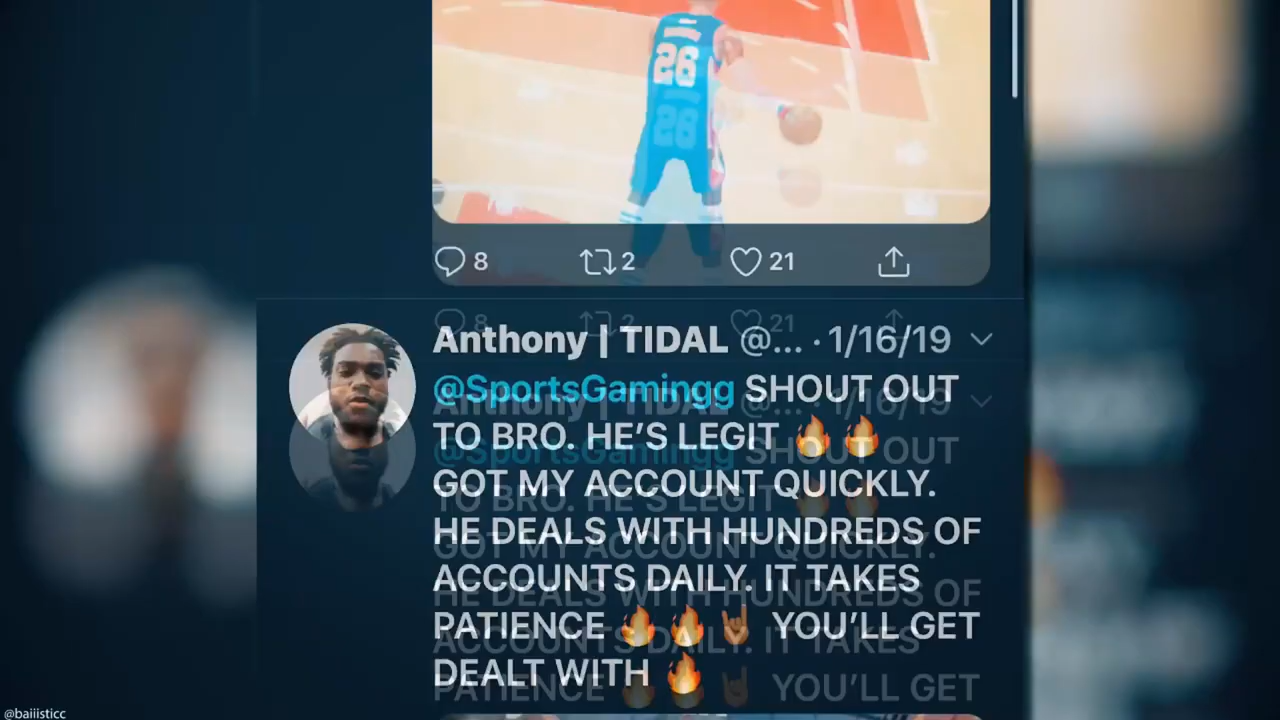 26
8 2 21
Anthony | TIDAL @... · 1/16/19
@SportsGamingg SHOUT OUT
TO BRO. HE’S LEGIT 🔥 🔥
GOT MY ACCOUNT QUICKLY.
HE DEALS WITH HUNDREDS OF
ACCOUNTS DAILY. IT TAKES
PATIENCE 🔥 🔥 🤘🏾 YOU’LL GET
DEALT WITH 🔥
@baiiisticc